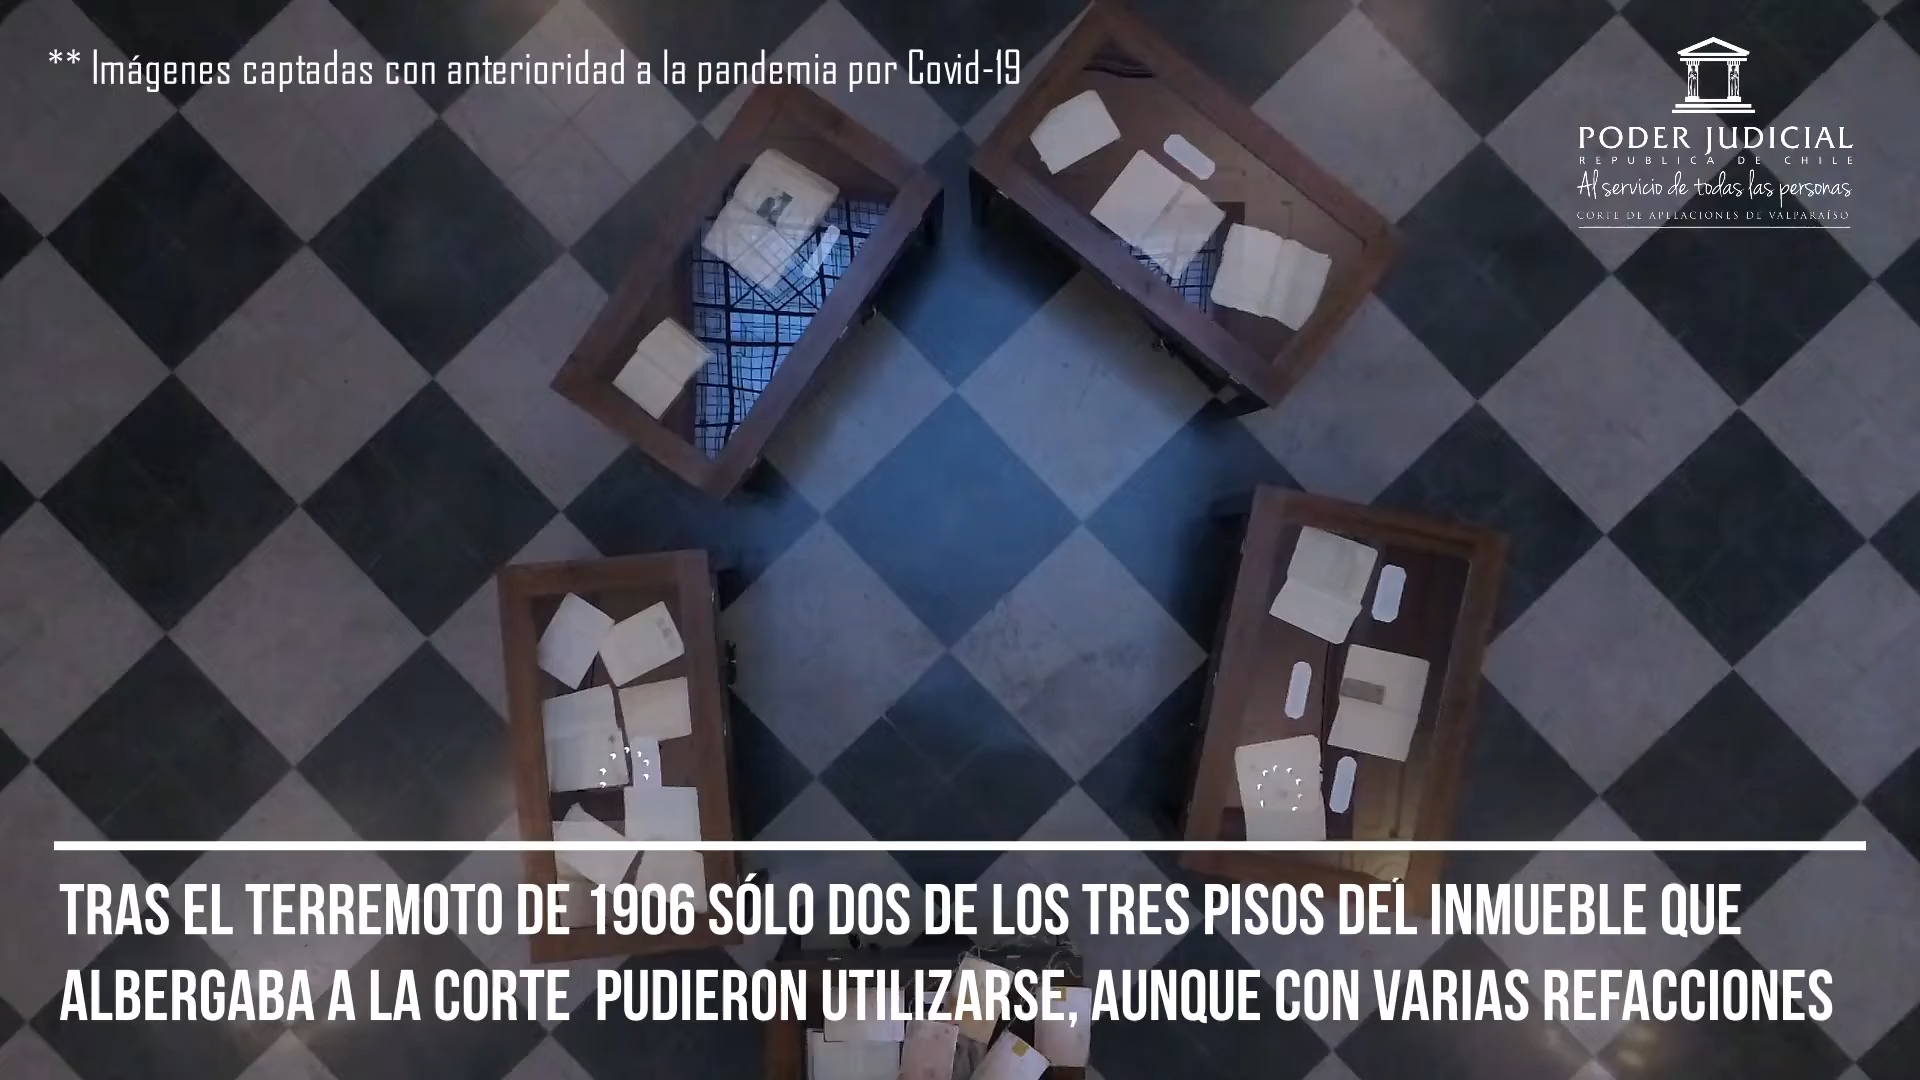 ** Imágenes captadas con anterioridad a la pandemia por Covid-19
PODER JUDICIAL
REPUBLICA DE CHILE
Al servicio de todas las personas
CORTE DE APELACIONES DE VALPARAÍSO
TRAS EL TERREMOTO DE 1906 SÓLO DOS DE LOS TRES PISOS DEL INMUEBLE QUE
ALBERGABA A LA CORTE PUDIERON UTILIZARSE, AUNQUE CON VARIAS REFACCIONES